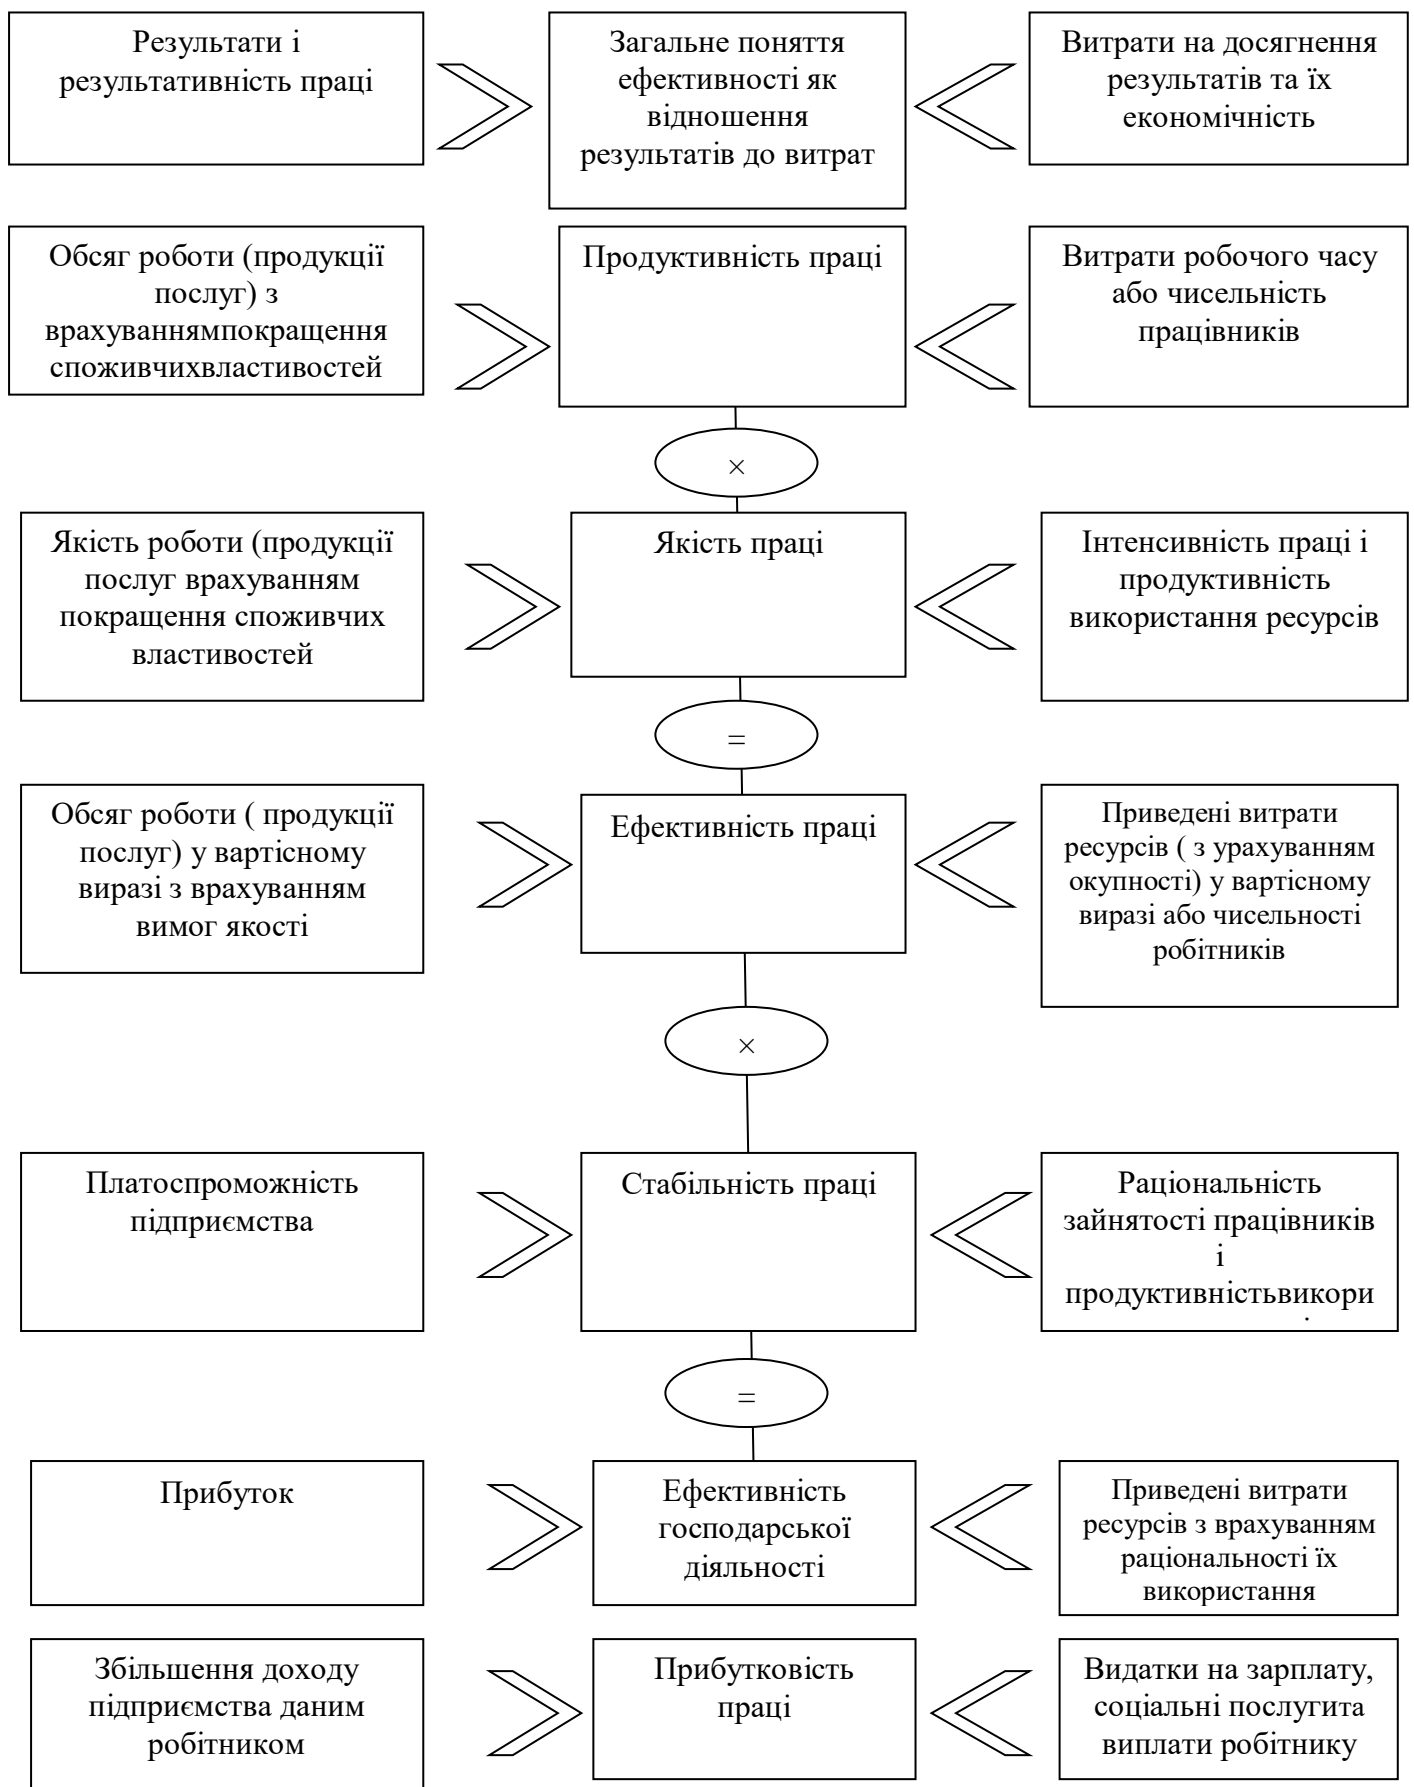 Результати і
результативність праці
Загальне поняття
ефективності як
відношення
результатів до витрат
Витрати на досягнення
результатів та їх
економічність
Обсяг роботи (продукції
послуг) з
врахуваннямпокращення
споживчихвластивостей
Продуктивність праці
Витрати робочого часу
або чисельність
працівників
×
Якість роботи (продукції
послуг врахуванням
покращення споживчих
властивостей
Якість праці
Інтенсивність праці і
продуктивність
використання ресурсів
=
Обсяг роботи ( продукції
послуг) у вартісному
виразі з врахуванням
вимог якості
Ефективність праці
Приведені витрати
ресурсів ( з урахуванням
окупності) у вартісному
виразі або чисельності
робітників
×
Платоспроможність
підприємства
Стабільність праці
Раціональність
зайнятості працівників
і
продуктивністьвикори
=
Прибуток
Ефективність
господарської
діяльності
Приведені витрати
ресурсів з врахуванням
раціональності їх
використання
Збільшення доходу
підприємства даним
робітником
Прибутковість
праці
Видатки на зарплату,
соціальні послугита
виплати робітнику